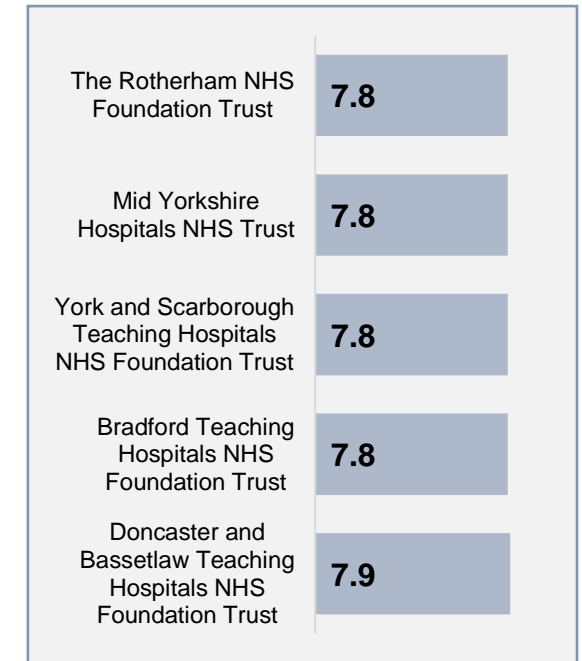 The Rotherham NHS
Foundation Trust
7.8
Mid Yorkshire
Hospitals NHS Trust
7.8
York and Scarborough
Teaching Hospitals
NHS Foundation Trust
7.8
Bradford Teaching
Hospitals NHS
Foundation Trust
7.8
Doncaster and
Bassetlaw Teaching
Hospitals NHS
Foundation Trust
7.9